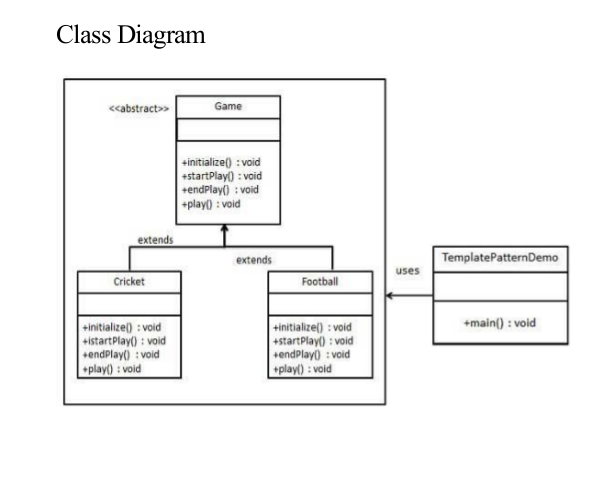 Class Diagram
<<abstract>>
Game
+initialize() : void
+startPlay() : void
+endPlay() : void
+play() : void
extends
extends
Cricket
+initialize() : void
+istartPlay() : void
+endPlay() : void
+play() : void
Football
+initialize() : void
+startPlay() : void
+endPlay() : void
+play() : void
uses
TemplatePatternDemo
+main() : void